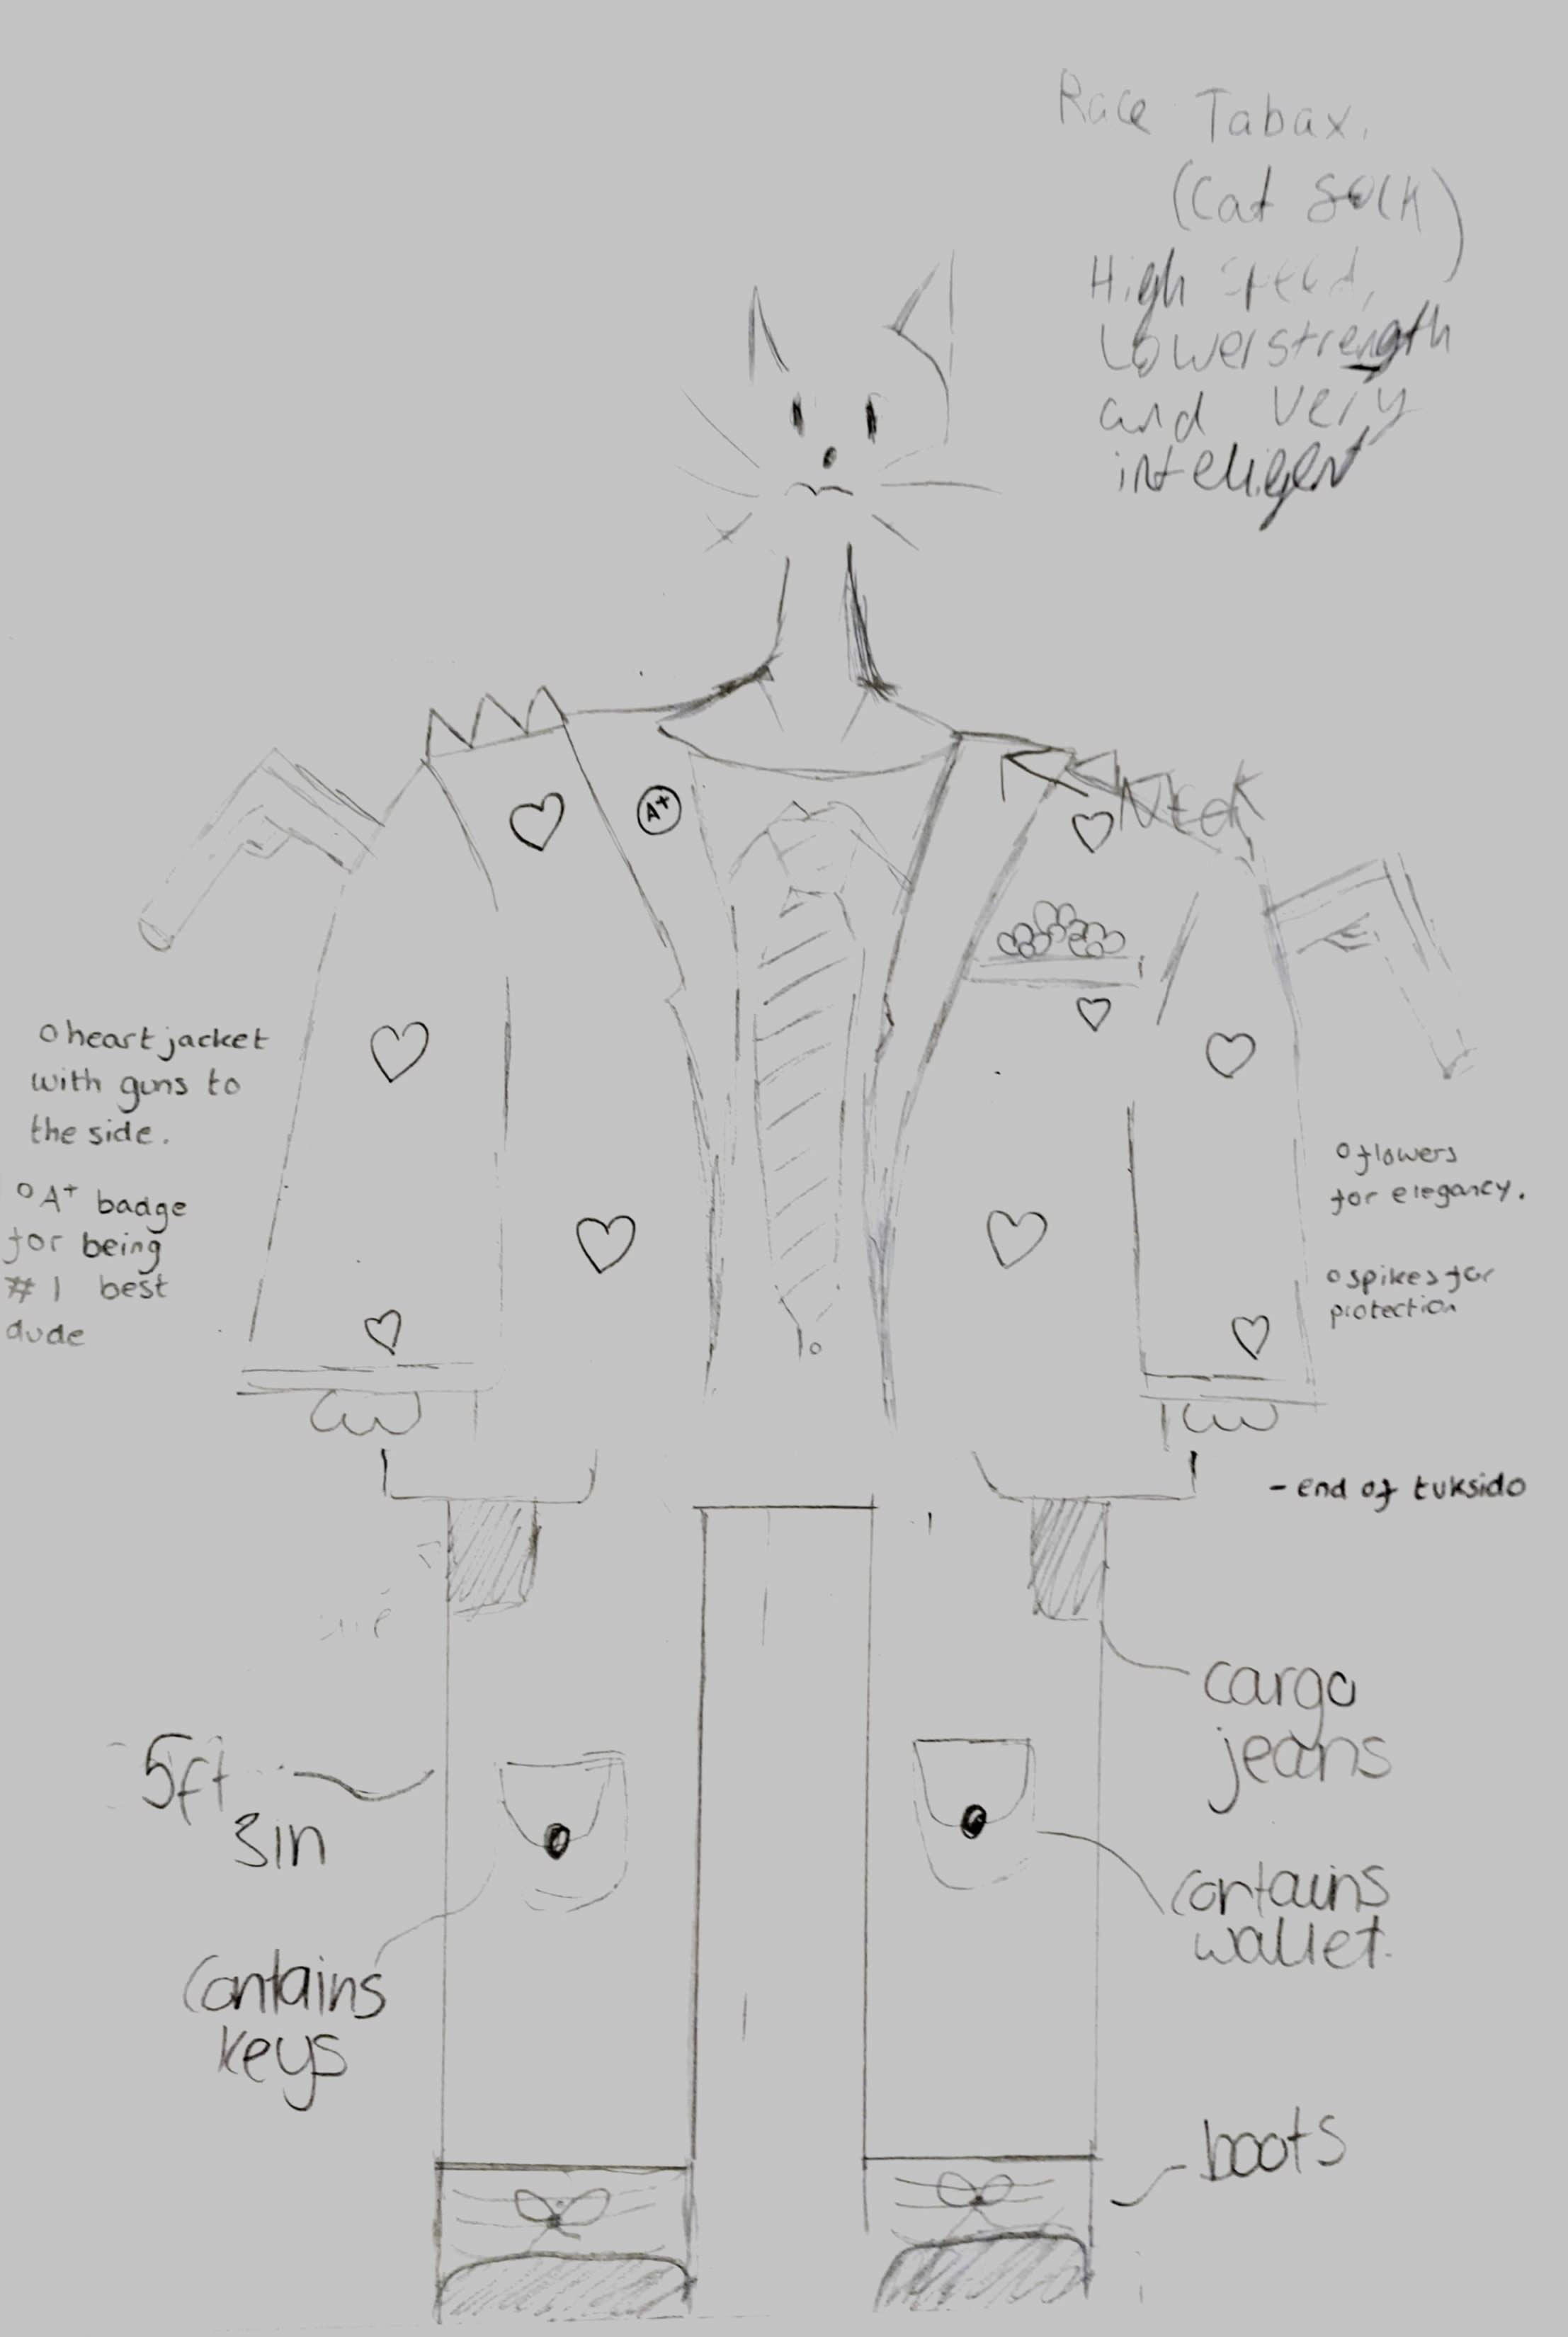 Race Tabax.
(Cat
High speed,
Lower strength
and very
inteligent
A+
o heart jacket
with guns to
the side.
o A+ badge
for being
#1 best
dude
o flowers
for elegancy.
o spikes for
protection
- end of tuksido
cargo
jeans
5ft
3in
contains
wallet.
Contains
keys
boots